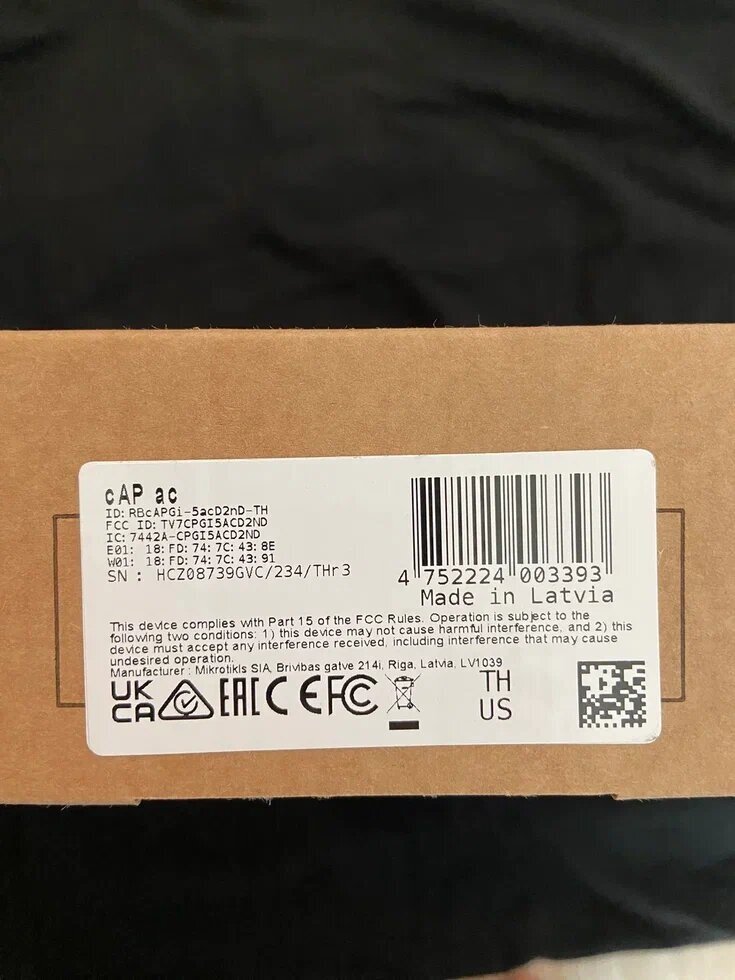 cAP ac
ID: RBcAPGi-5acD2nD-TH
FCC ID: TV7CPGI5ACD2ND
IC: 7442A-CPGI5ACD2ND
E01: 18:FD:74:7C:43:8E
W01: 18:FD:74:7C:43:91
SN : HCZ08739GVC/234/THr3
4 752224 003393
Made in Latvia
This device complies with Part 15 of the FCC Rules. Operation is subject to the
following two conditions: 1) this device may not cause harmful interference, and 2) this
device must accept any interference received, including interference that may cause
undesired operation.
Manufacturer : Mikrotikls SIA, Brivibas gatve 214i, Riga, Latvia, LV1039
UK
CA
EAC CE FC
TH
US